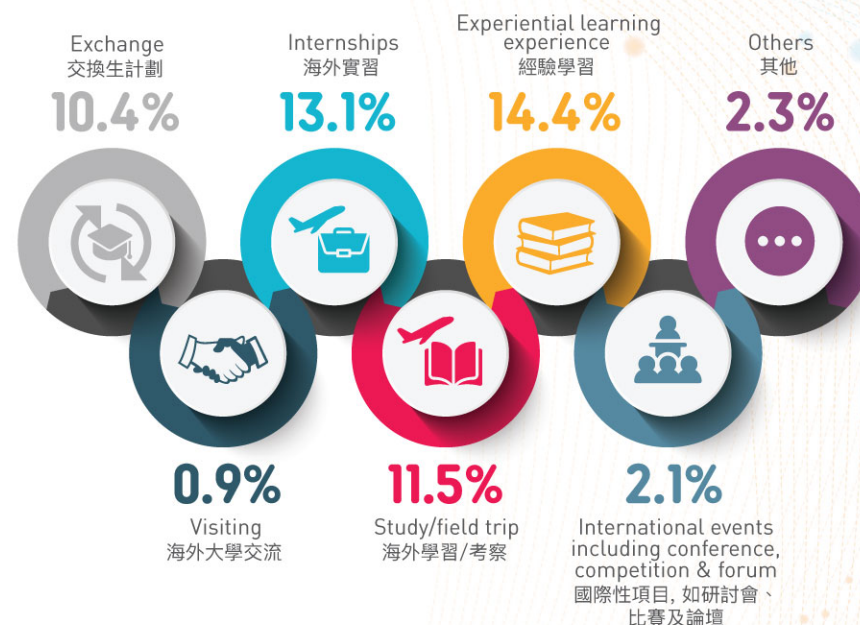 Exchange
交換生計劃
10.4%
Internships
海外實習
13.1%
Experiential learning
experience
經驗學習
14.4%
Others
其他
2.3%
0.9%
Visiting
海外大學交流
11.5%
Study/field trip
海外學習/考察
2.1%
International events
including conference,
competition & forum
國際性項目, 如研討會、
比賽及論壇